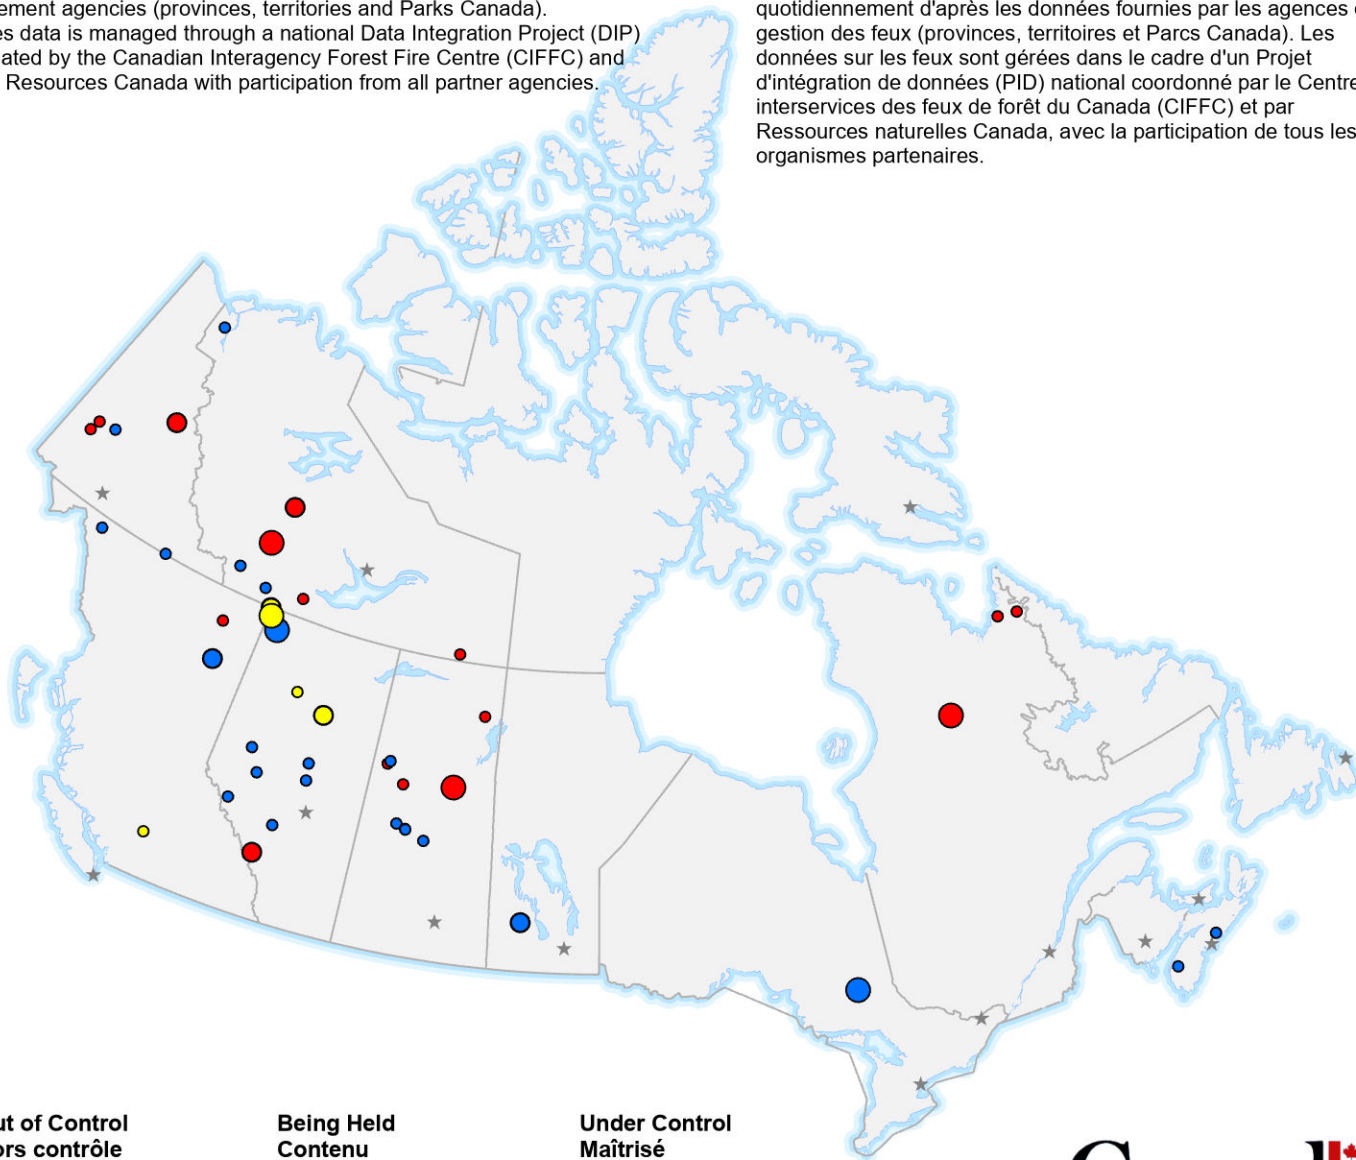 ement agencies (provinces, territories and Parks Canada).
es data is managed through a national Data Integration Project (DIP)
ated by the Canadian Interagency Forest Fire Centre (CIFFC) and
Resources Canada with participation from all partner agencies.
quotidiennement d'après les données fournies par les agences
gestion des feux (provinces, territoires et Parcs Canada). Les
données sur les feux sont gérées dans le cadre d'un Projet
d'intégration de données (PID) national coordonné par le Centre
interservices des feux de forêt du Canada (CIFFC) et par
Ressources naturelles Canada, avec la participation de tous les
organismes partenaires.
ut of Control
ors contrôle
Being Held
Contenu
Under Control
Maîtrisé